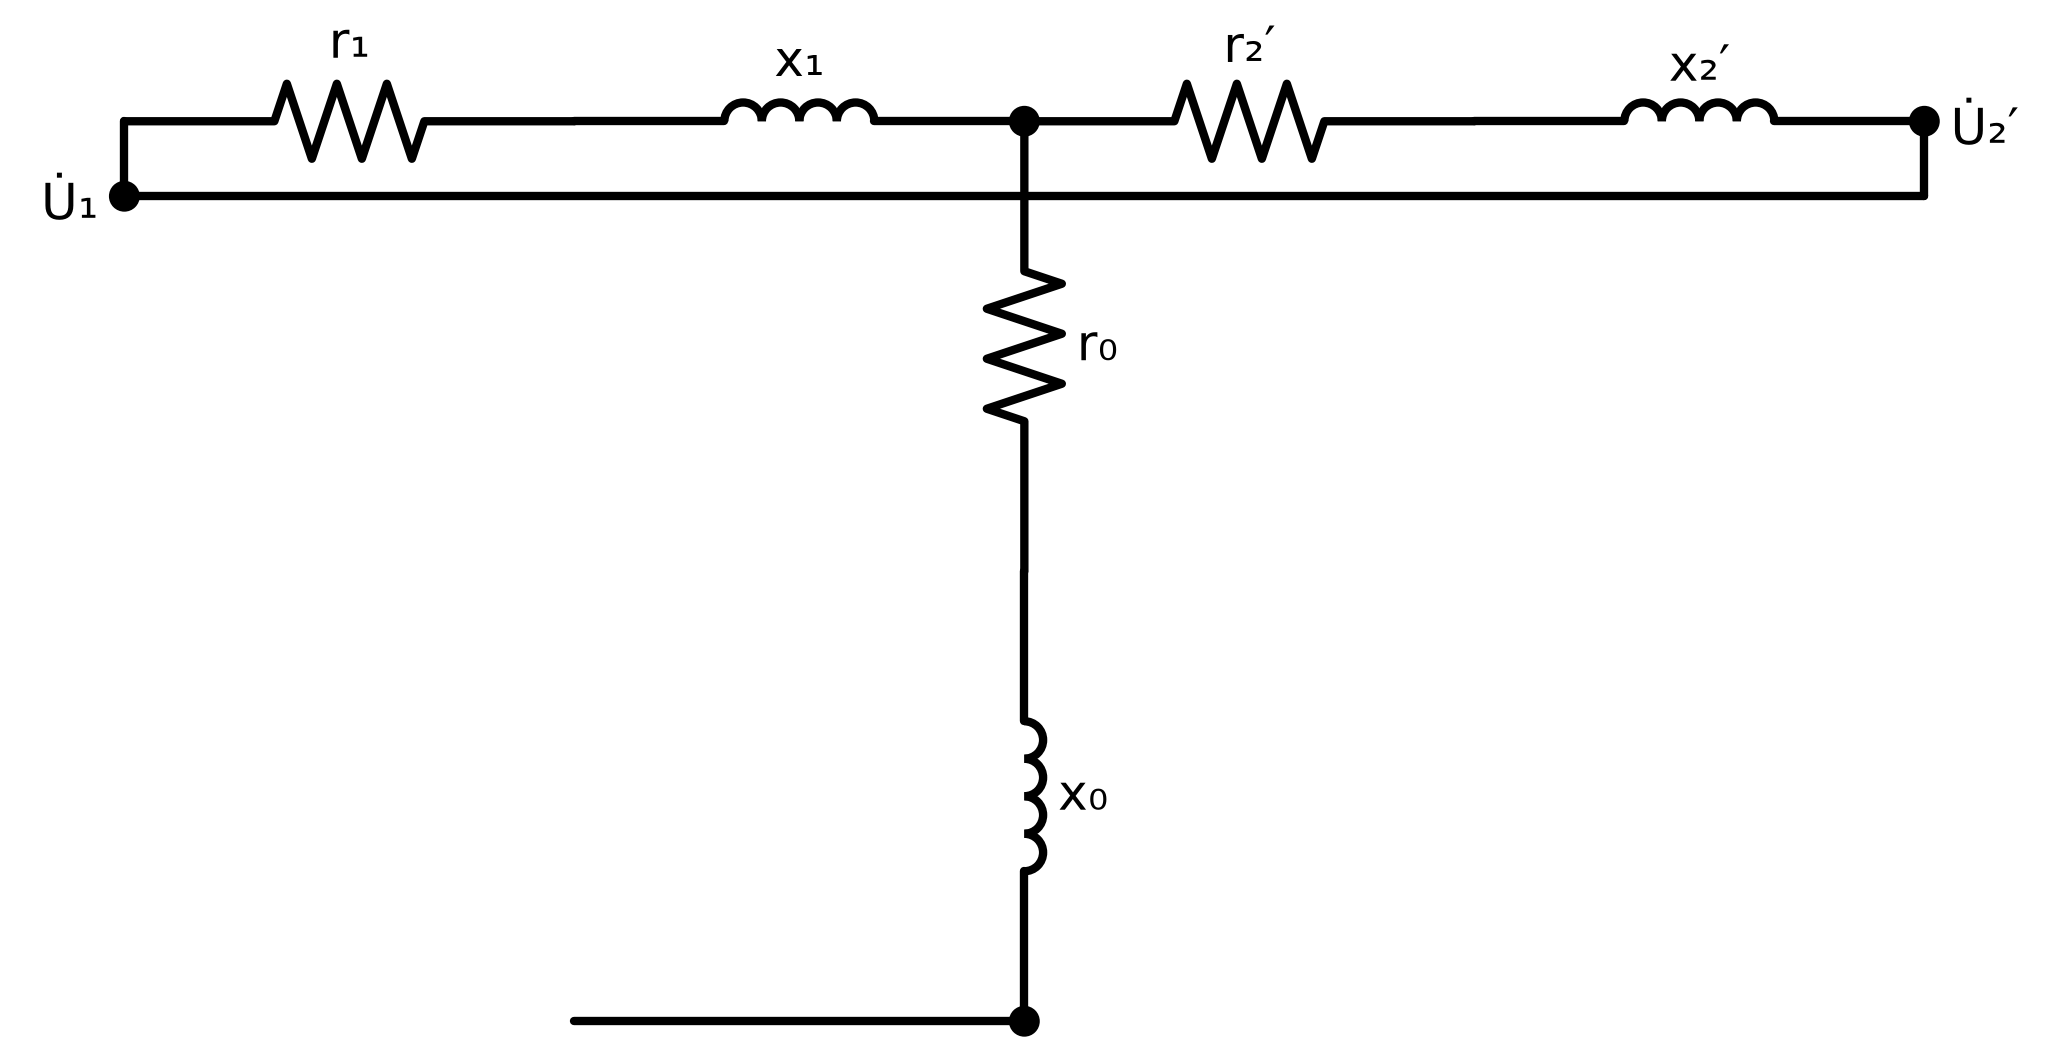 r₁
x₁
r₂′
x₂′
U̇₂′
U̇₁
r₀
x₀